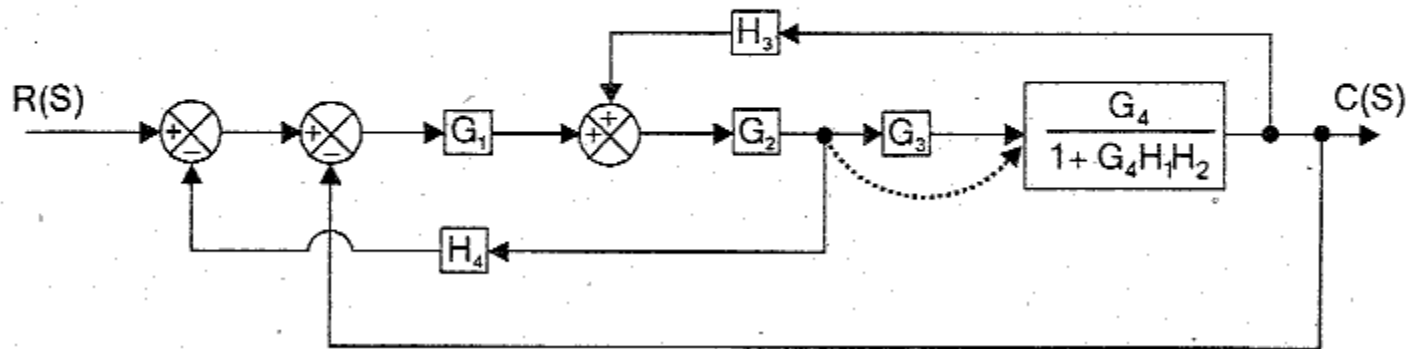 H₃
R(S)
C(S)
+
−
+
−
G₁
+
+
G₂
G₃
G₄
1 + G₄H₁H₂
H₄